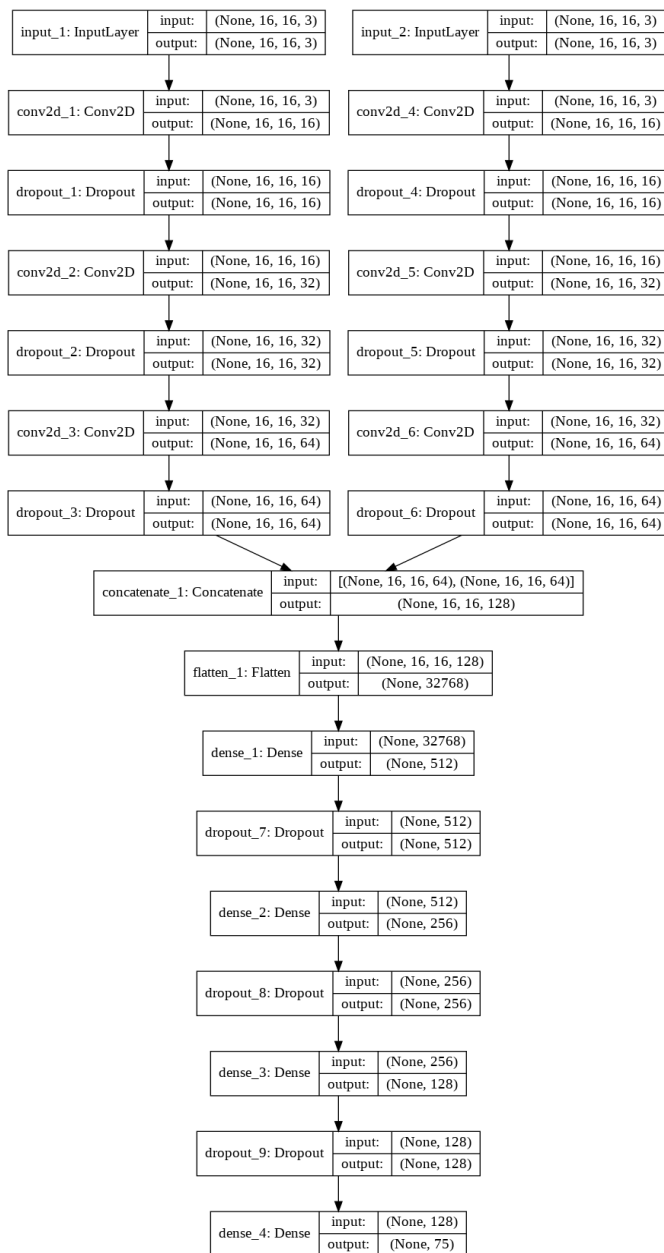 input_1: InputLayer input: (None, 16, 16, 3) output: (None, 16, 16, 3)
input_2: InputLayer input: (None, 16, 16, 3) output: (None, 16, 16, 3)
conv2d_1: Conv2D input: (None, 16, 16, 3) output: (None, 16, 16, 16)
conv2d_4: Conv2D input: (None, 16, 16, 3) output: (None, 16, 16, 16)
dropout_1: Dropout input: (None, 16, 16, 16) output: (None, 16, 16, 16)
dropout_4: Dropout input: (None, 16, 16, 16) output: (None, 16, 16, 16)
conv2d_2: Conv2D input: (None, 16, 16, 16) output: (None, 16, 16, 32)
conv2d_5: Conv2D input: (None, 16, 16, 16) output: (None, 16, 16, 32)
dropout_2: Dropout input: (None, 16, 16, 32) output: (None, 16, 16, 32)
dropout_5: Dropout input: (None, 16, 16, 32) output: (None, 16, 16, 32)
conv2d_3: Conv2D input: (None, 16, 16, 32) output: (None, 16, 16, 64)
conv2d_6: Conv2D input: (None, 16, 16, 32) output: (None, 16, 16, 64)
dropout_3: Dropout input: (None, 16, 16, 64) output: (None, 16, 16, 64)
dropout_6: Dropout input: (None, 16, 16, 64) output: (None, 16, 16, 64)
concatenate_1: Concatenate input: [(None, 16, 16, 64), (None, 16, 16, 64)] output: (None, 16, 16, 128)
flatten_1: Flatten input: (None, 16, 16, 128) output: (None, 32768)
dense_1: Dense input: (None, 32768) output: (None, 512)
dropout_7: Dropout input: (None, 512) output: (None, 512)
dense_2: Dense input: (None, 512) output: (None, 256)
dropout_8: Dropout input: (None, 256) output: (None, 256)
dense_3: Dense input: (None, 256) output: (None, 128)
dropout_9: Dropout input: (None, 128) output: (None, 128)
dense_4: Dense input: (None, 128) output: (None, 75)